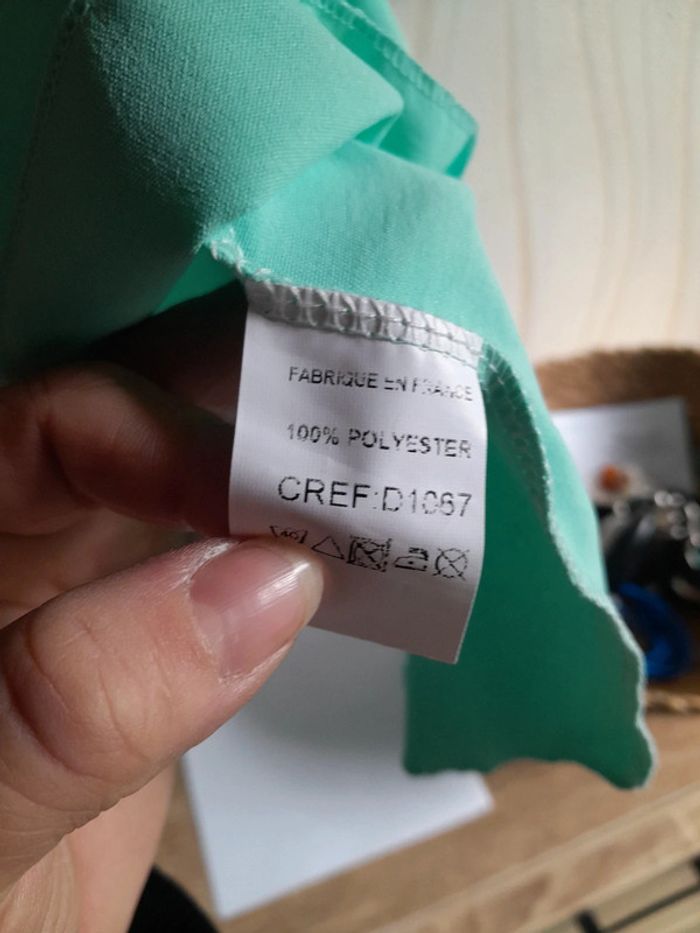 FABRIQUE EN FRANCE
100% POLYESTER
CREF:D1067